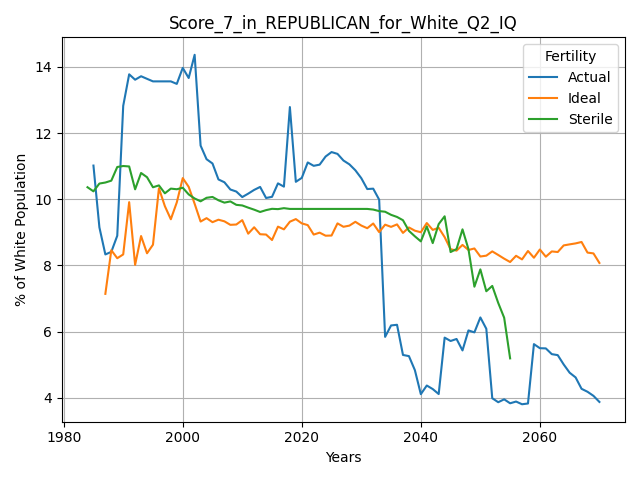 Score_7_in_REPUBLICAN_for_White_Q2_IQ
% of White Population
14
12
10
8
6
4
Fertility
Actual
Ideal
Sterile
1980
2000
2020
2040
2060
Years